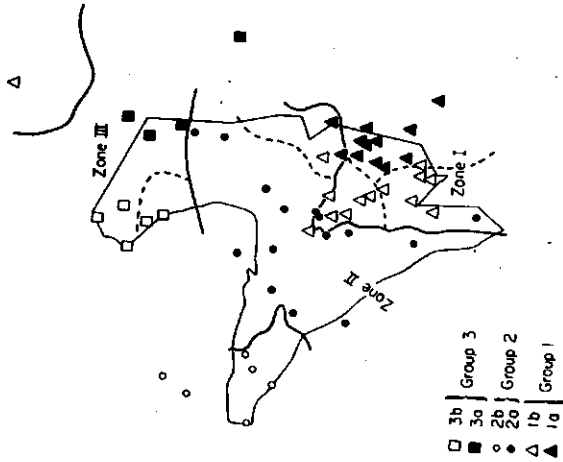 Zone III
Zone I
Zone II
3b
3a Group 3
2b
2a Group 2
1b
1a Group 1